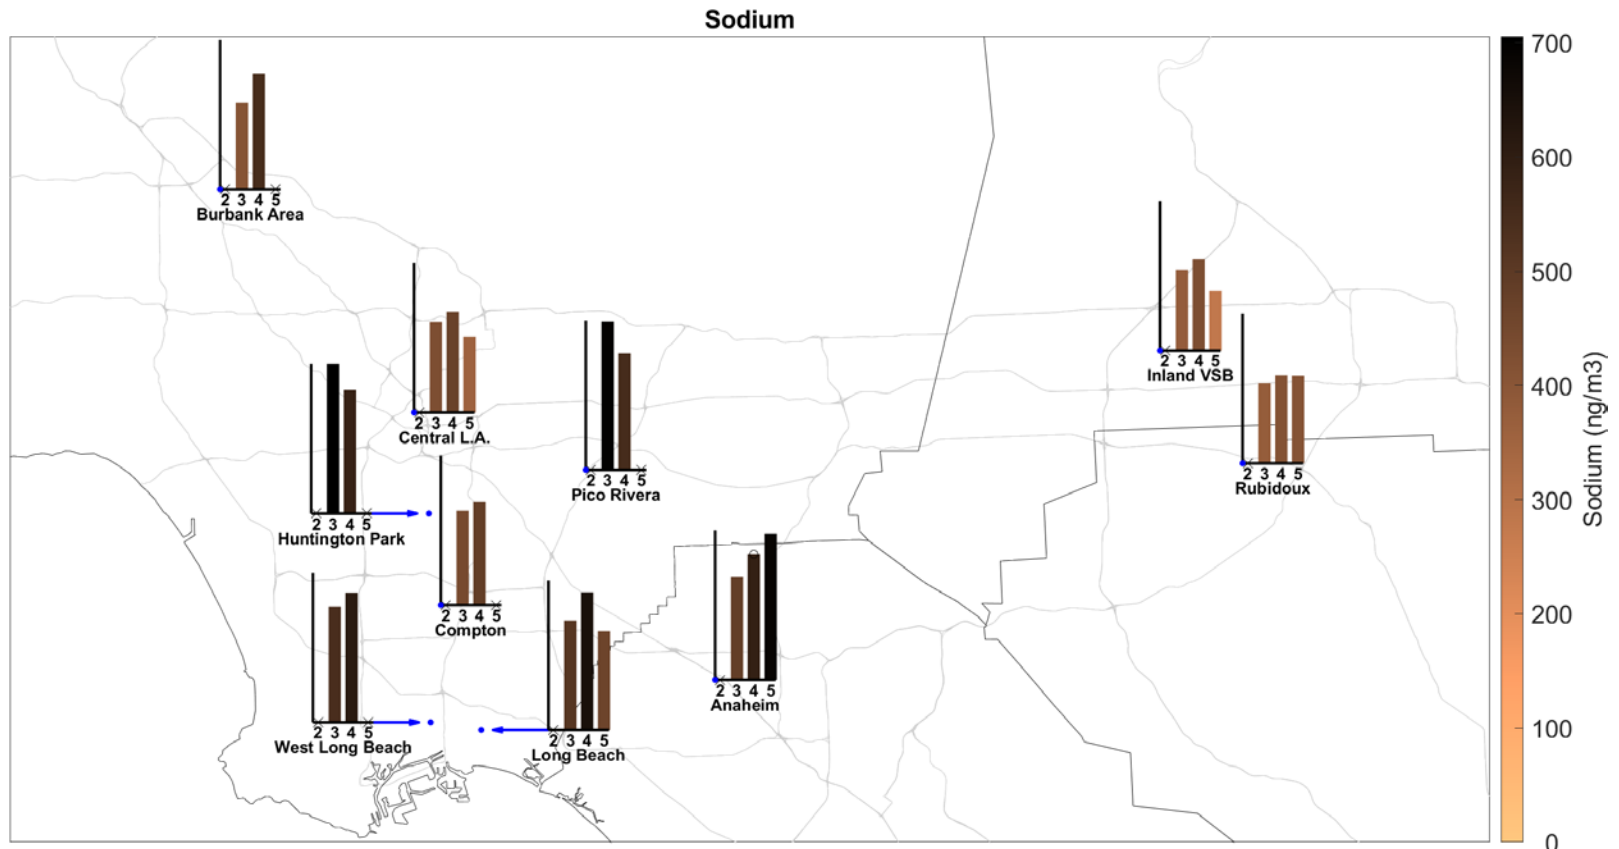 Sodium
2 3 4 5
Burbank Area
2 3 4 5
Central L.A.
2 3 4 5
Pico Rivera
2 3 4 5
Inland VSB
2 3 4 5
Rubidoux
2 3 4 5
Huntington Park
2 3 4 5
Compton
2 3 4 5
West Long Beach
2 3 4 5
Long Beach
2 3 4 5
Anaheim
700
600
500
400
300
200
100
0
Sodium (ng/m3)